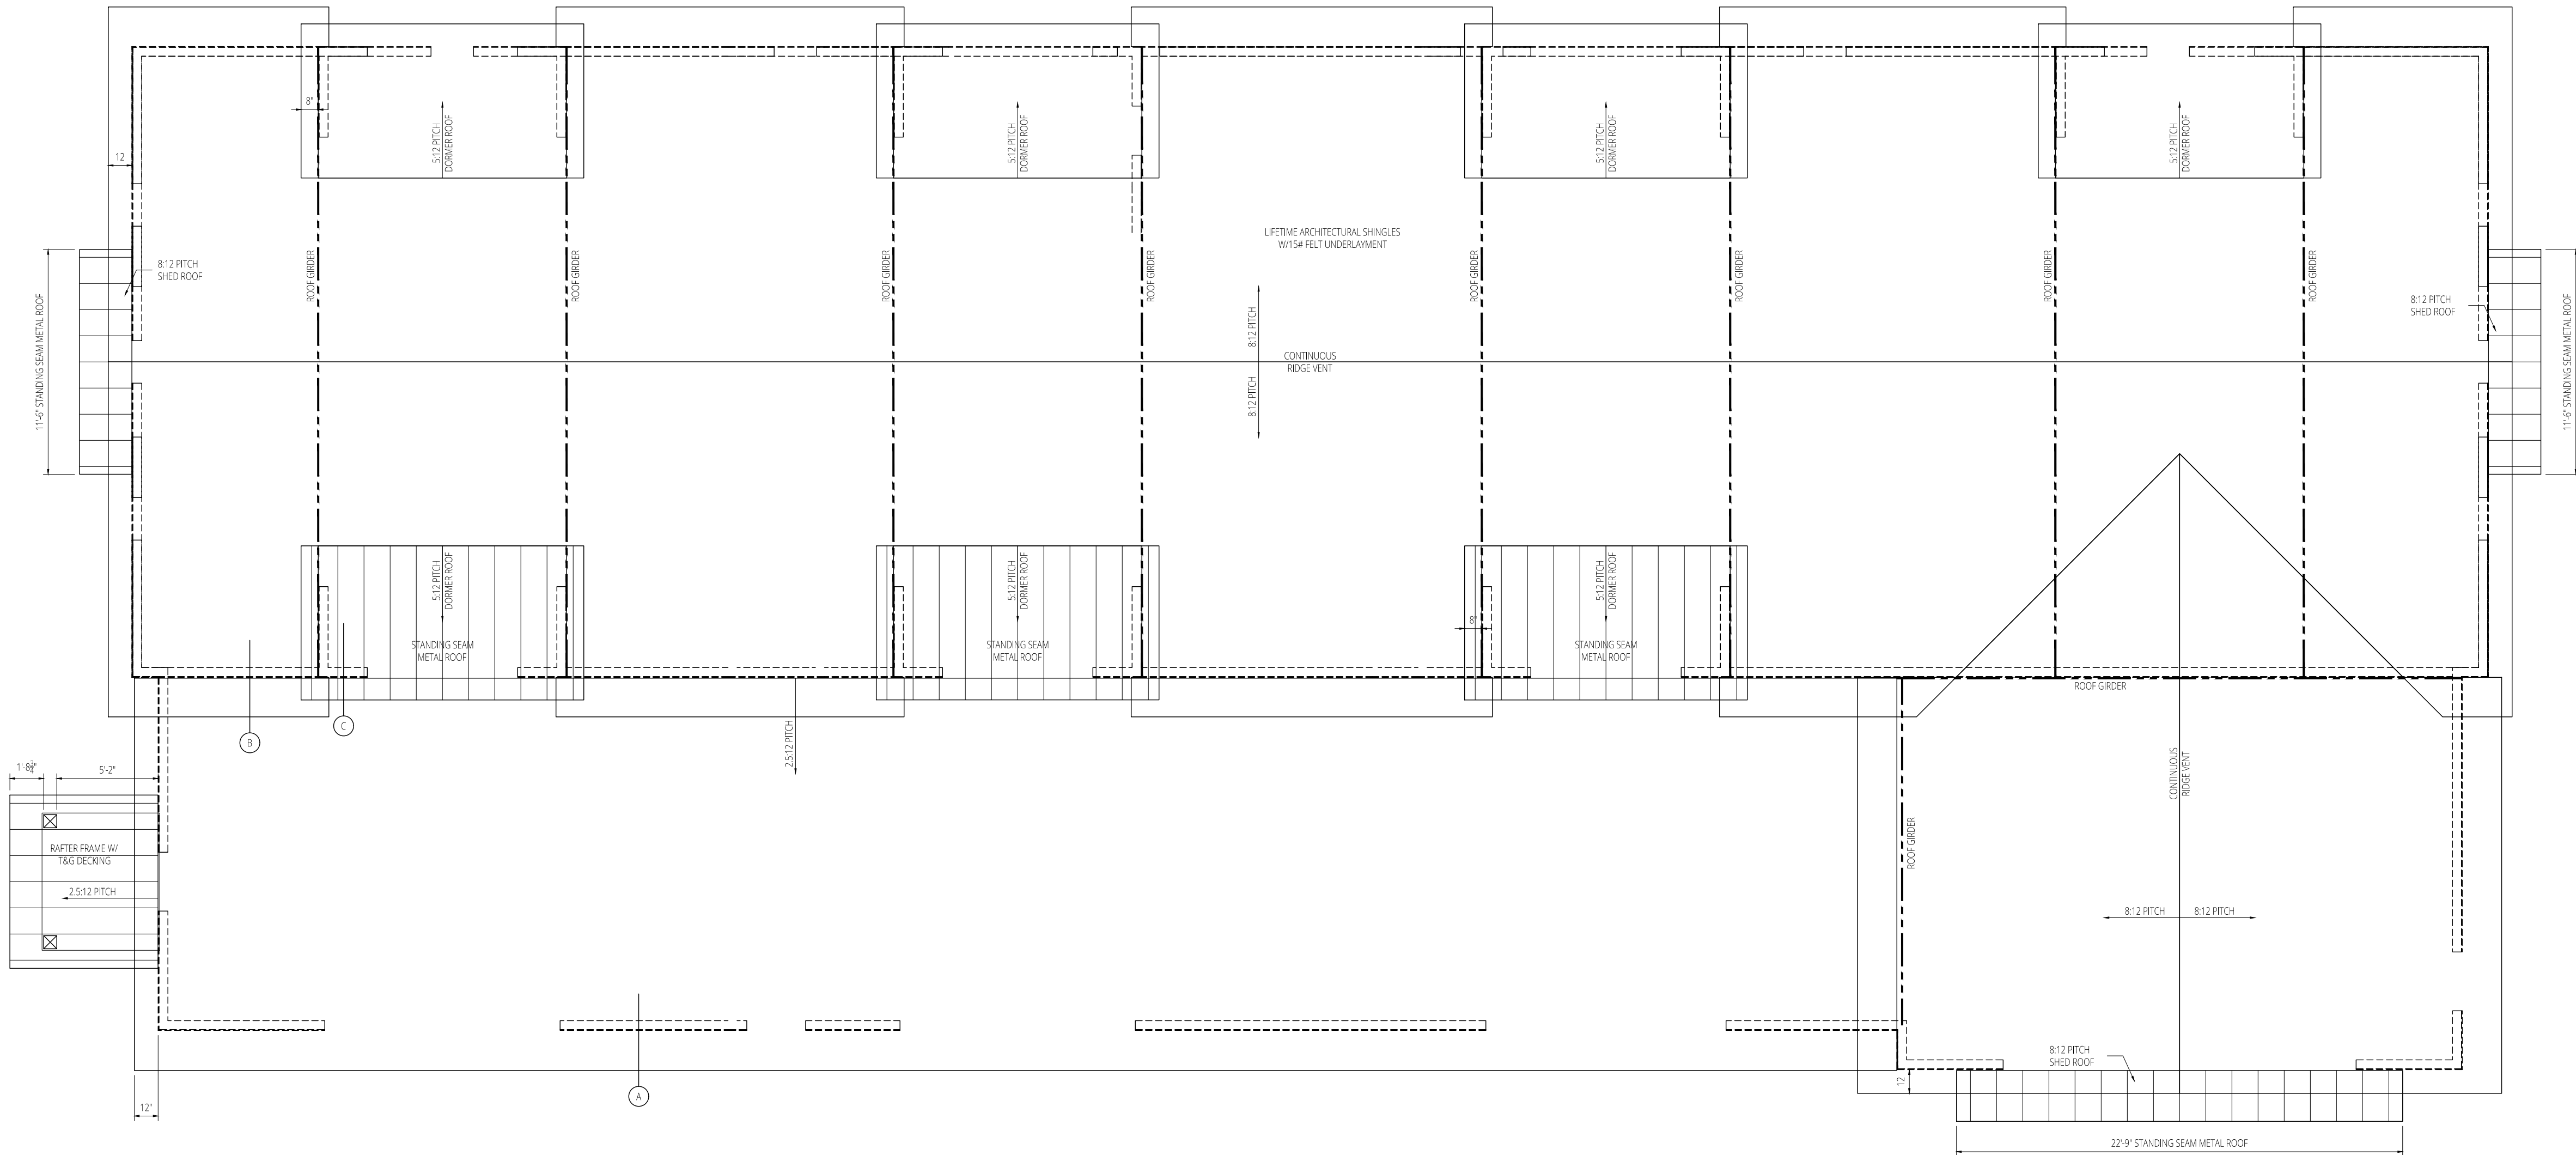 8"
12
5:12 PITCH
DORMER ROOF
5:12 PITCH
DORMER ROOF
5:12 PITCH
DORMER ROOF
5:12 PITCH
DORMER ROOF
LIFETIME ARCHITECTURAL SHINGLES
W/15# FELT UNDERLAYMENT
8:12 PITCH
SHED ROOF
ROOF GIRDER
ROOF GIRDER
ROOF GIRDER
ROOF GIRDER
ROOF GIRDER
ROOF GIRDER
ROOF GIRDER
ROOF GIRDER
8:12 PITCH
SHED ROOF
11'-6" STANDING SEAM METAL ROOF
8:12 PITCH
CONTINUOUS
RIDGE VENT
8:12 PITCH
11'-6" STANDING SEAM METAL ROOF
5:12 PITCH
DORMER ROOF
5:12 PITCH
DORMER ROOF
5:12 PITCH
DORMER ROOF
8"
STANDING SEAM
METAL ROOF
STANDING SEAM
METAL ROOF
STANDING SEAM
METAL ROOF
ROOF GIRDER
B
C
2.5:12 PITCH
1'-8 3/4"
5'-2"
CONTINUOUS
RIDGE VENT
RAFTER FRAME W/
T&G DECKING
ROOF GIRDER
2.5:12 PITCH
8:12 PITCH
8:12 PITCH
8:12 PITCH
SHED ROOF
12
A
12"
22'-9" STANDING SEAM METAL ROOF